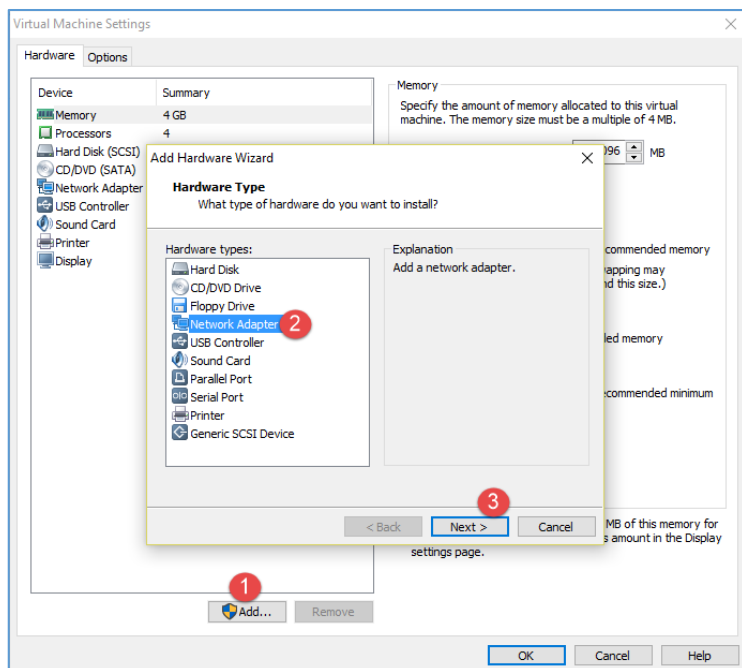 Virtual Machine Settings
Hardware Options
Device Summary
Memory 4 GB
Processors 4
Hard Disk (SCSI)
CD/DVD (SATA)
Network Adapter
USB Controller
Sound Card
Printer
Display
Memory
Specify the amount of memory allocated to this virtual
machine. The memory size must be a multiple of 4 MB.
96 MB
commended memory
apping may
nd this size.)
ed memory
commended minimum
MB of this memory for
s amount in the Display
settings page.
Add Hardware Wizard
Hardware Type
What type of hardware do you want to install?
Hardware types:
Hard Disk
CD/DVD Drive
Floppy Drive
Network Adapter 2
USB Controller
Sound Card
Parallel Port
Serial Port
Printer
Generic SCSI Device
Explanation
Add a network adapter.
3
< Back Next > Cancel
1
Add... Remove
OK Cancel Help